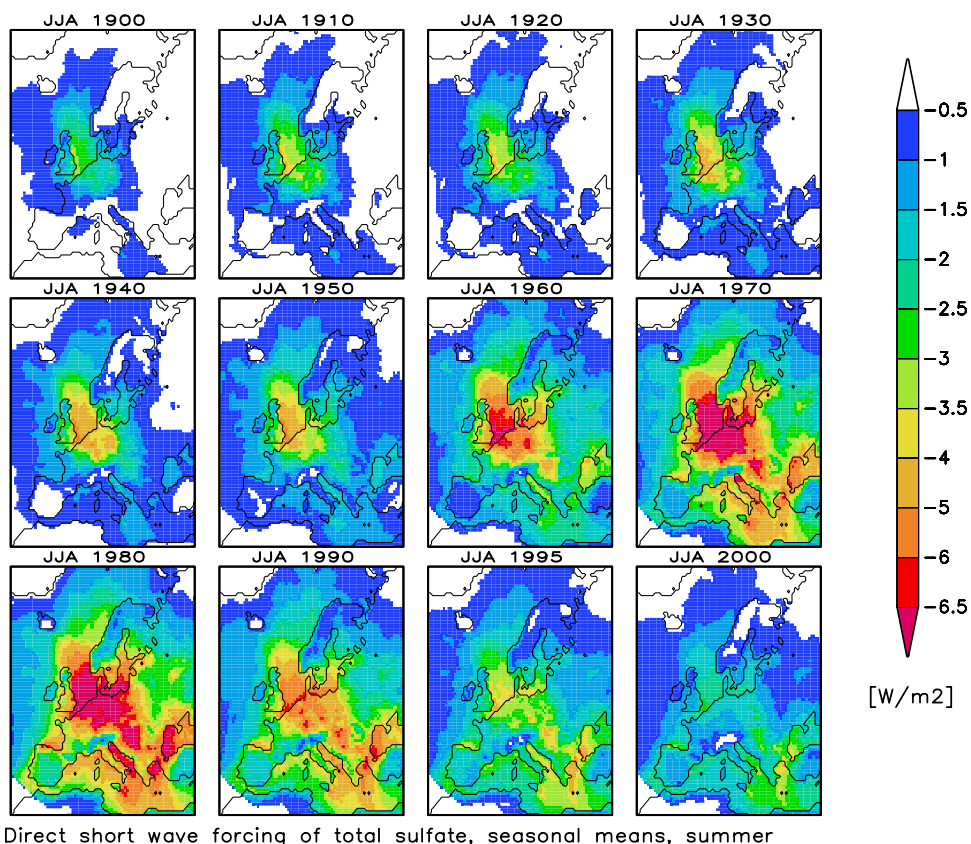 JJA 1900
JJA 1910
JJA 1920
JJA 1930
JJA 1940
JJA 1950
JJA 1960
JJA 1970
JJA 1980
JJA 1990
JJA 1995
JJA 2000
-0.5
-1
-1.5
-2
-2.5
-3
-3.5
-4
-5
-6
-6.5
[W/m2]
Direct short wave forcing of total sulfate, seasonal means, summer